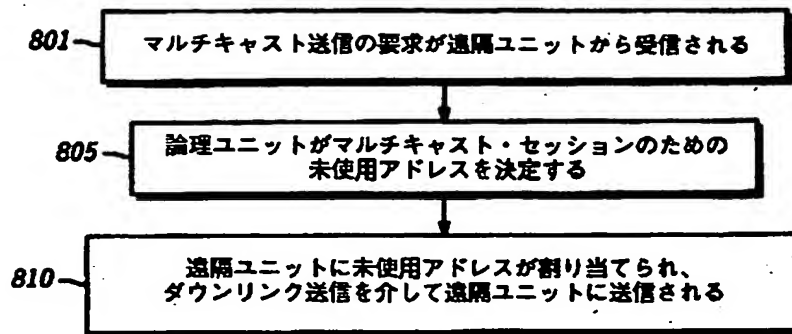 801
マルチキャスト送信の要求が遠隔ユニットから受信される
805
論理ユニットがマルチキャスト・セッションのための
未使用アドレスを決定する
810
遠隔ユニットに未使用アドレスが割り当てられ、
ダウンリンク送信を介して遠隔ユニットに送信される